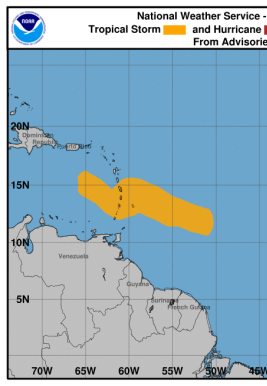 NOAA
National Weather Service -
Tropical Storm and Hurricane
From Advisorie
20N
Dominican
Republic
Puerto Rico
15N
10N
Venezuela
Guyana
Suriname
French Guiana
5N
70W 65W 60W 55W 50W 45W